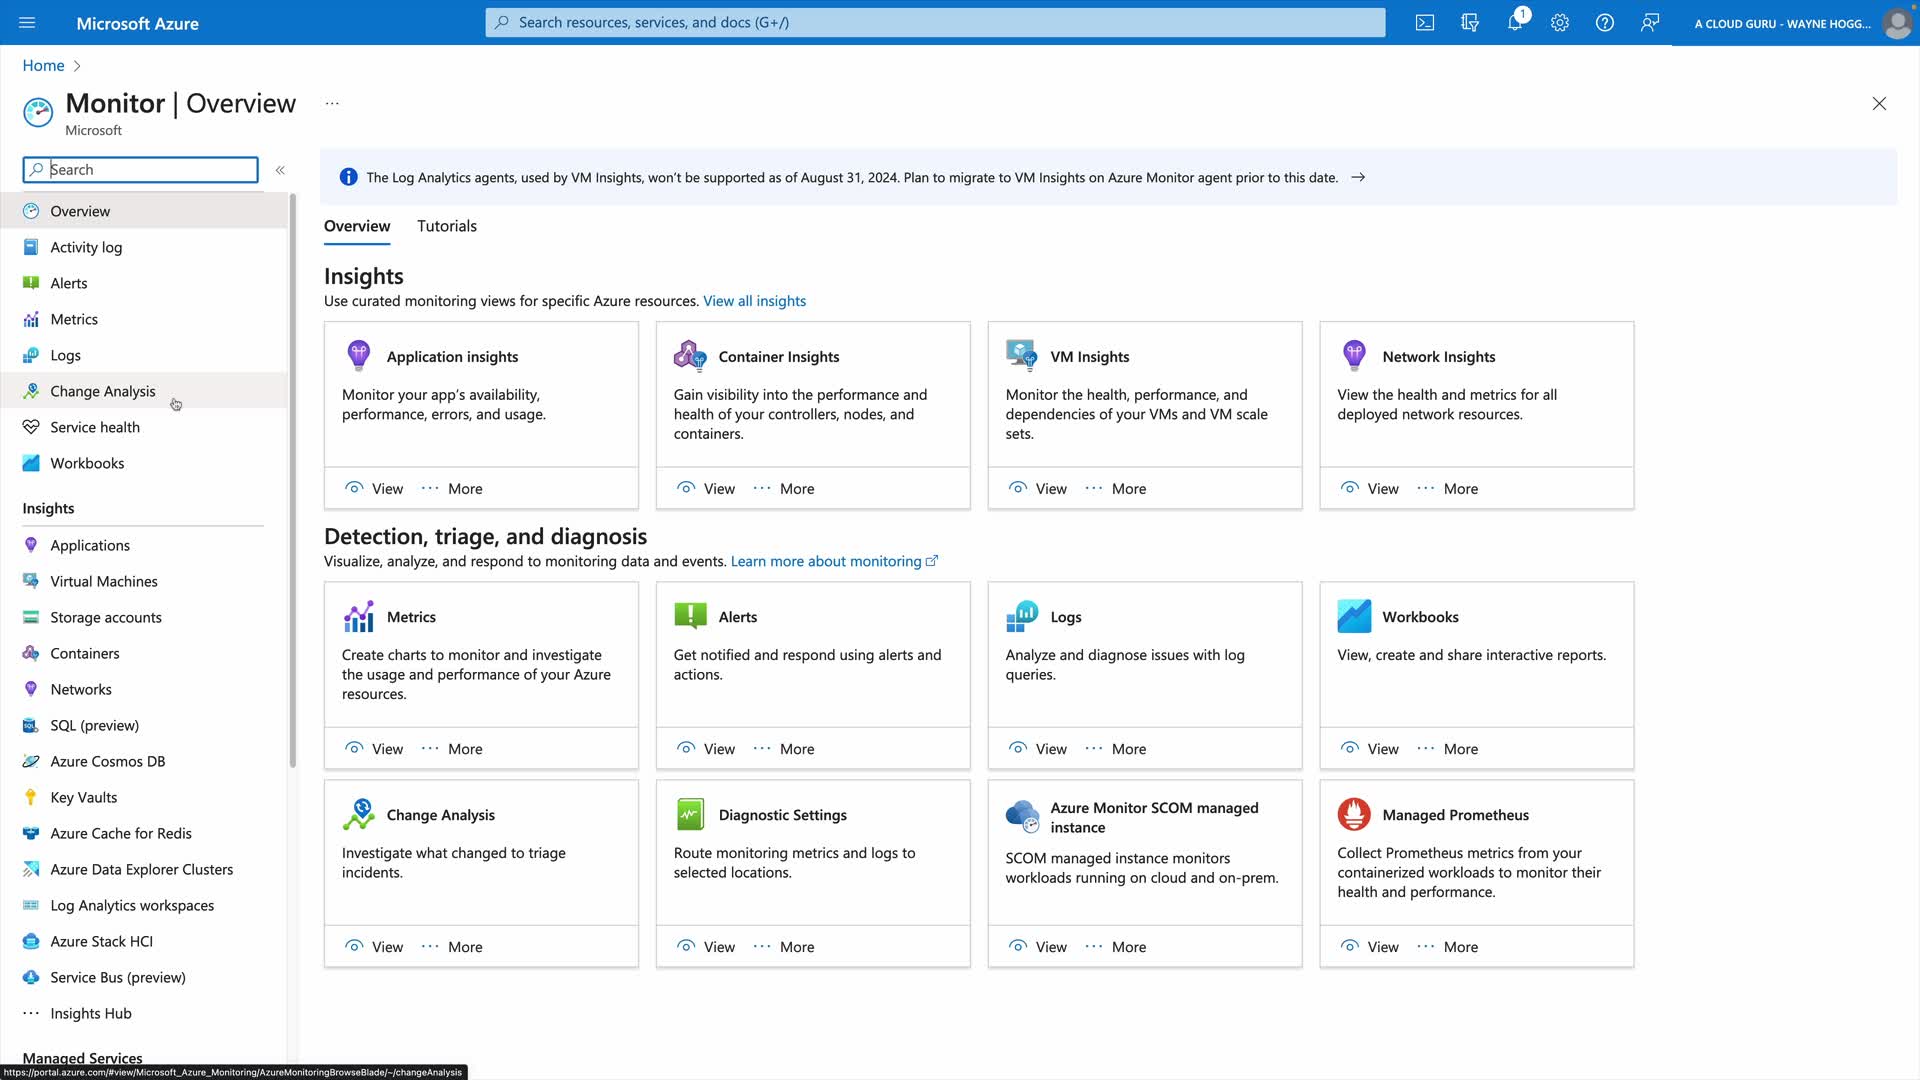 Microsoft Azure
Search resources, services, and docs (G+/)
1
A CLOUD GURU - WAYNE HOGG...
Home
Monitor | Overview
...
Microsoft
Search
«
The Log Analytics agents, used by VM Insights, won't be supported as of August 31, 2024. Plan to migrate to VM Insights on Azure Monitor agent prior to this date. →
Overview
Activity log
Alerts
Metrics
Logs
Change Analysis
Service health
Workbooks
Insights
Applications
Virtual Machines
Storage accounts
Containers
Networks
SQL (preview)
Azure Cosmos DB
Key Vaults
Azure Cache for Redis
Azure Data Explorer Clusters
Log Analytics workspaces
Azure Stack HCI
Service Bus (preview)
Insights Hub
Managed Services
Overview Tutorials
Insights
Use curated monitoring views for specific Azure resources. View all insights
Application insights
Monitor your app's availability,
performance, errors, and usage.
View ... More
Container Insights
Gain visibility into the performance and
health of your controllers, nodes, and
containers.
View ... More
VM Insights
Monitor the health, performance, and
dependencies of your VMs and VM scale
sets.
View ... More
Network Insights
View the health and metrics for all
deployed network resources.
View ... More
Detection, triage, and diagnosis
Visualize, analyze, and respond to monitoring data and events. Learn more about monitoring
Metrics
Create charts to monitor and investigate
the usage and performance of your Azure
resources.
View ... More
Alerts
Get notified and respond using alerts and
actions.
View ... More
Logs
Analyze and diagnose issues with log
queries.
View ... More
Workbooks
View, create and share interactive reports.
View ... More
Change Analysis
Investigate what changed to triage
incidents.
View ... More
Diagnostic Settings
Route monitoring metrics and logs to
selected locations.
View ... More
Azure Monitor SCOM managed
instance
SCOM managed instance monitors
workloads running on cloud and on-prem.
View ... More
Managed Prometheus
Collect Prometheus metrics from your
containerized workloads to monitor their
health and performance.
View ... More
https://portal.azure.com/#view/Microsoft_Azure_Monitoring/AzureMonitoringBrowseBlade/~/changeAnalysis